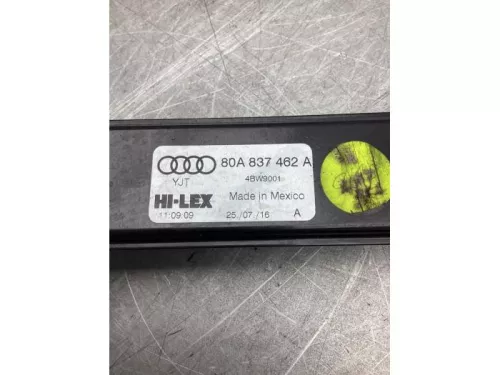 80A 837 462 A
YJT 4BW9001
HI-LEX Made in Mexico
11:09:09 25/07/16 A